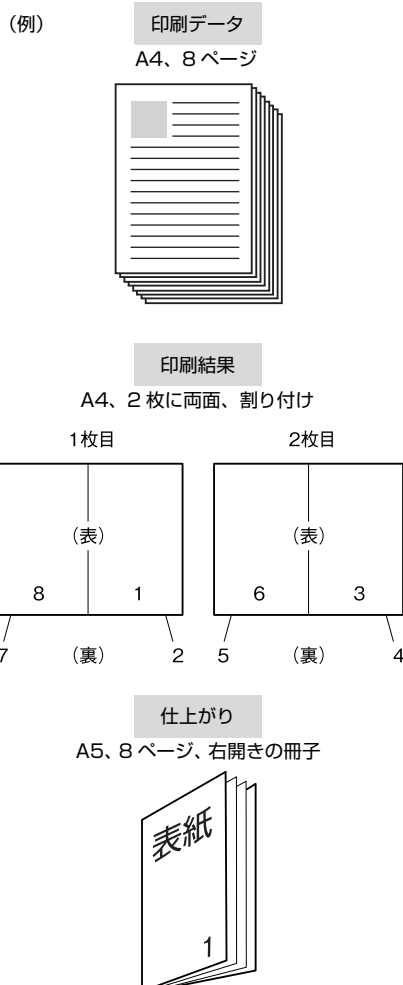 （例）
印刷データ
A4、8 ページ
印刷結果
A4、2 枚に両面、割り付け
1枚目 2枚目
（表） （表）
8 1 6 3
7 （裏） 2 5 （裏） 4
仕上がり
A5、8 ページ、右開きの冊子
表紙
1